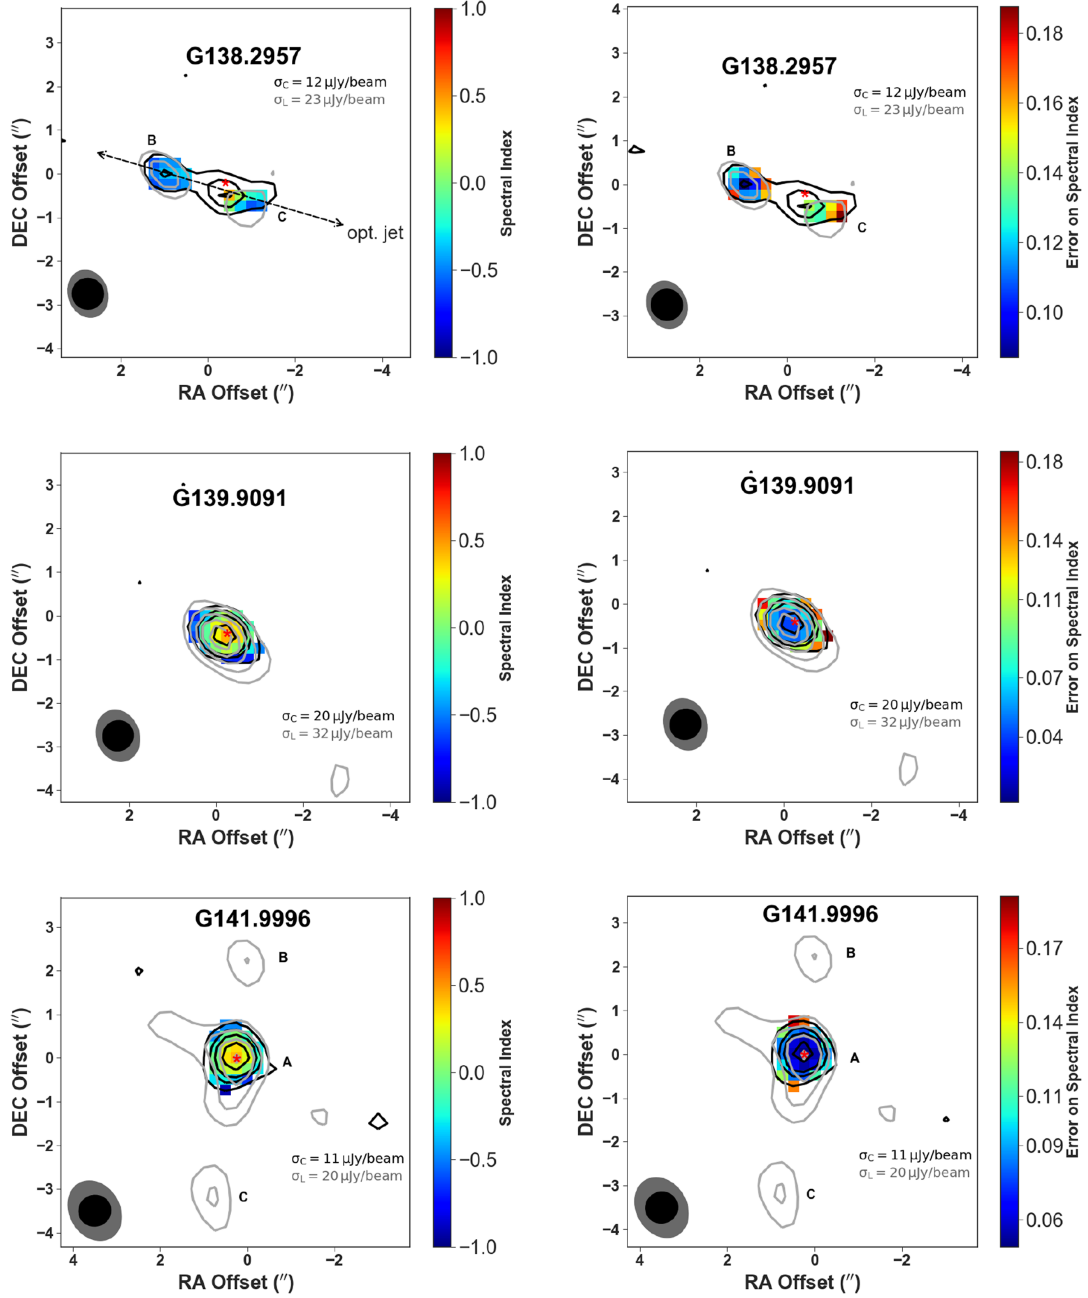 G138.2957
σC = 12 μJy/beam
σL = 23 μJy/beam
B
C
opt. jet
3
2
1
0
−1
−2
−3
−4
2
0
−2
−4
DEC Offset (′′)
RA Offset (′′)
1.0
0.5
0.0
−0.5
−1.0
Spectral Index
G138.2957
σC = 12 μJy/beam
σL = 23 μJy/beam
B
C
4
3
2
1
0
−1
−2
−3
2
0
−2
−4
DEC Offset (′′)
RA Offset (′′)
0.18
0.16
0.14
0.12
0.10
Error on Spectral Index
G139.9091
σC = 20 μJy/beam
σL = 32 μJy/beam
3
2
1
0
−1
−2
−3
−4
2
0
−2
−4
DEC Offset (′′)
RA Offset (′′)
1.0
0.5
0.0
−0.5
−1.0
Spectral Index
G139.9091
σC = 20 μJy/beam
σL = 32 μJy/beam
3
2
1
0
−1
−2
−3
−4
2
0
−2
−4
DEC Offset (′′)
RA Offset (′′)
0.18
0.14
0.11
0.07
0.04
Error on Spectral Index
G141.9996
B
A
C
σC = 11 μJy/beam
σL = 20 μJy/beam
3
2
1
0
−1
−2
−3
−4
4
2
0
−2
DEC Offset (′′)
RA Offset (′′)
1.0
0.5
0.0
−0.5
−1.0
Spectral Index
G141.9996
B
A
C
σC = 11 μJy/beam
σL = 20 μJy/beam
3
2
1
0
−1
−2
−3
−4
4
2
0
−2
DEC Offset (′′)
RA Offset (′′)
0.17
0.14
0.11
0.09
0.06
Error on Spectral Index